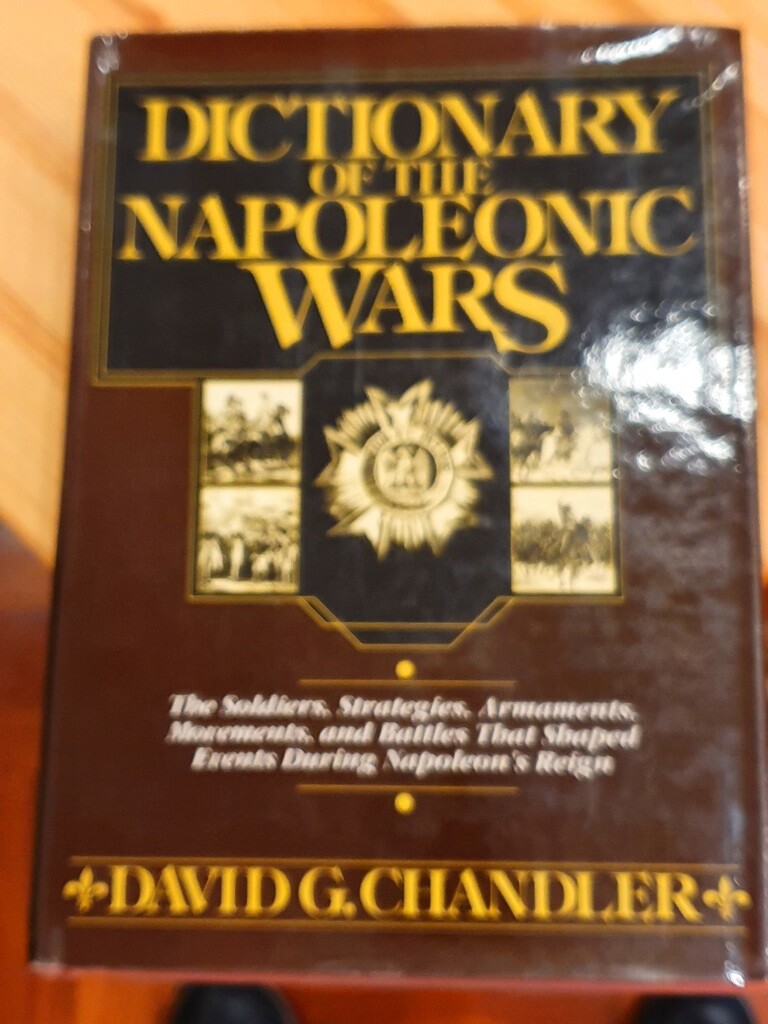 DICTIONARY
OF THE
NAPOLEONIC
WARS
The Soldiers, Strategies, Armaments,
Movements, and Battles That Shaped
Events During Napoleon's Reign
DAVID G. CHANDLER